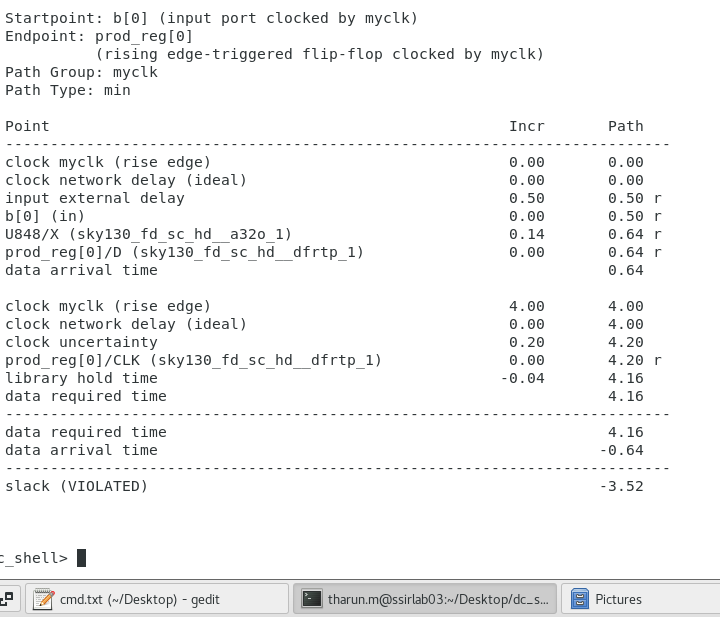 Startpoint: b[0] (input port clocked by myclk)
Endpoint: prod_reg[0]
(rising edge-triggered flip-flop clocked by myclk)
Path Group: myclk
Path Type: min
Point Incr Path
---------------------------------------------------------------------------
clock myclk (rise edge) 0.00 0.00
clock network delay (ideal) 0.00 0.00
input external delay 0.50 0.50 r
b[0] (in) 0.00 0.50 r
U848/X (sky130_fd_sc_hd__a32o_1) 0.14 0.64 r
prod_reg[0]/D (sky130_fd_sc_hd__dfrtp_1) 0.00 0.64 r
data arrival time 0.64
clock myclk (rise edge) 4.00 4.00
clock network delay (ideal) 0.00 4.00
clock uncertainty 0.20 4.20
prod_reg[0]/CLK (sky130_fd_sc_hd__dfrtp_1) 0.00 4.20 r
library hold time -0.04 4.16
data required time 4.16
---------------------------------------------------------------------------
data required time 4.16
data arrival time -0.64
---------------------------------------------------------------------------
slack (VIOLATED) -3.52
c_shell>
cmd.txt (~/Desktop) - gedit
tharun.m@ssirlab03:~/Desktop/dc_s...
Pictures